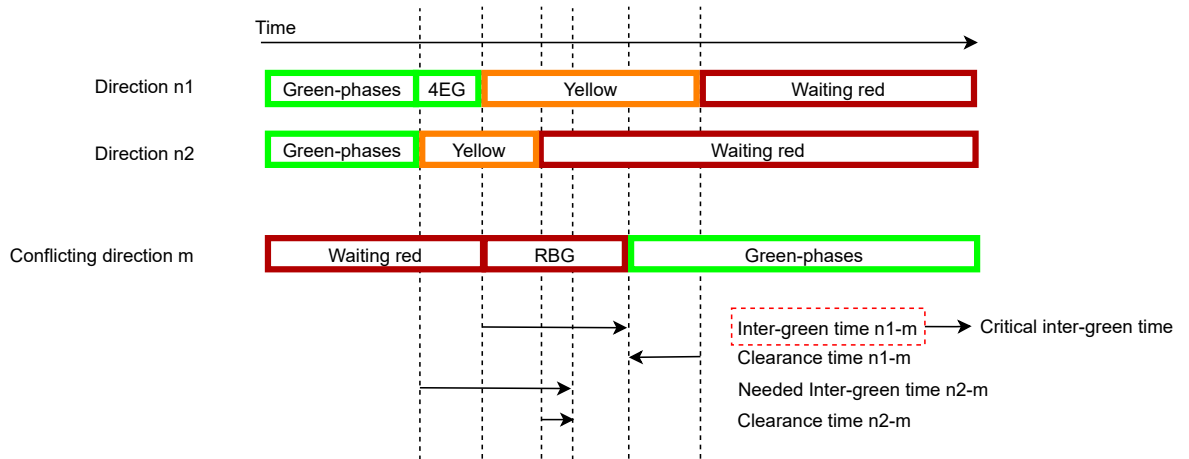 Time
Direction n1
Green-phases
4EG
Yellow
Waiting red
Direction n2
Green-phases
Yellow
Waiting red
Conflicting direction m
Waiting red
RBG
Green-phases
Inter-green time n1-m
Critical inter-green time
Clearance time n1-m
Needed Inter-green time n2-m
Clearance time n2-m